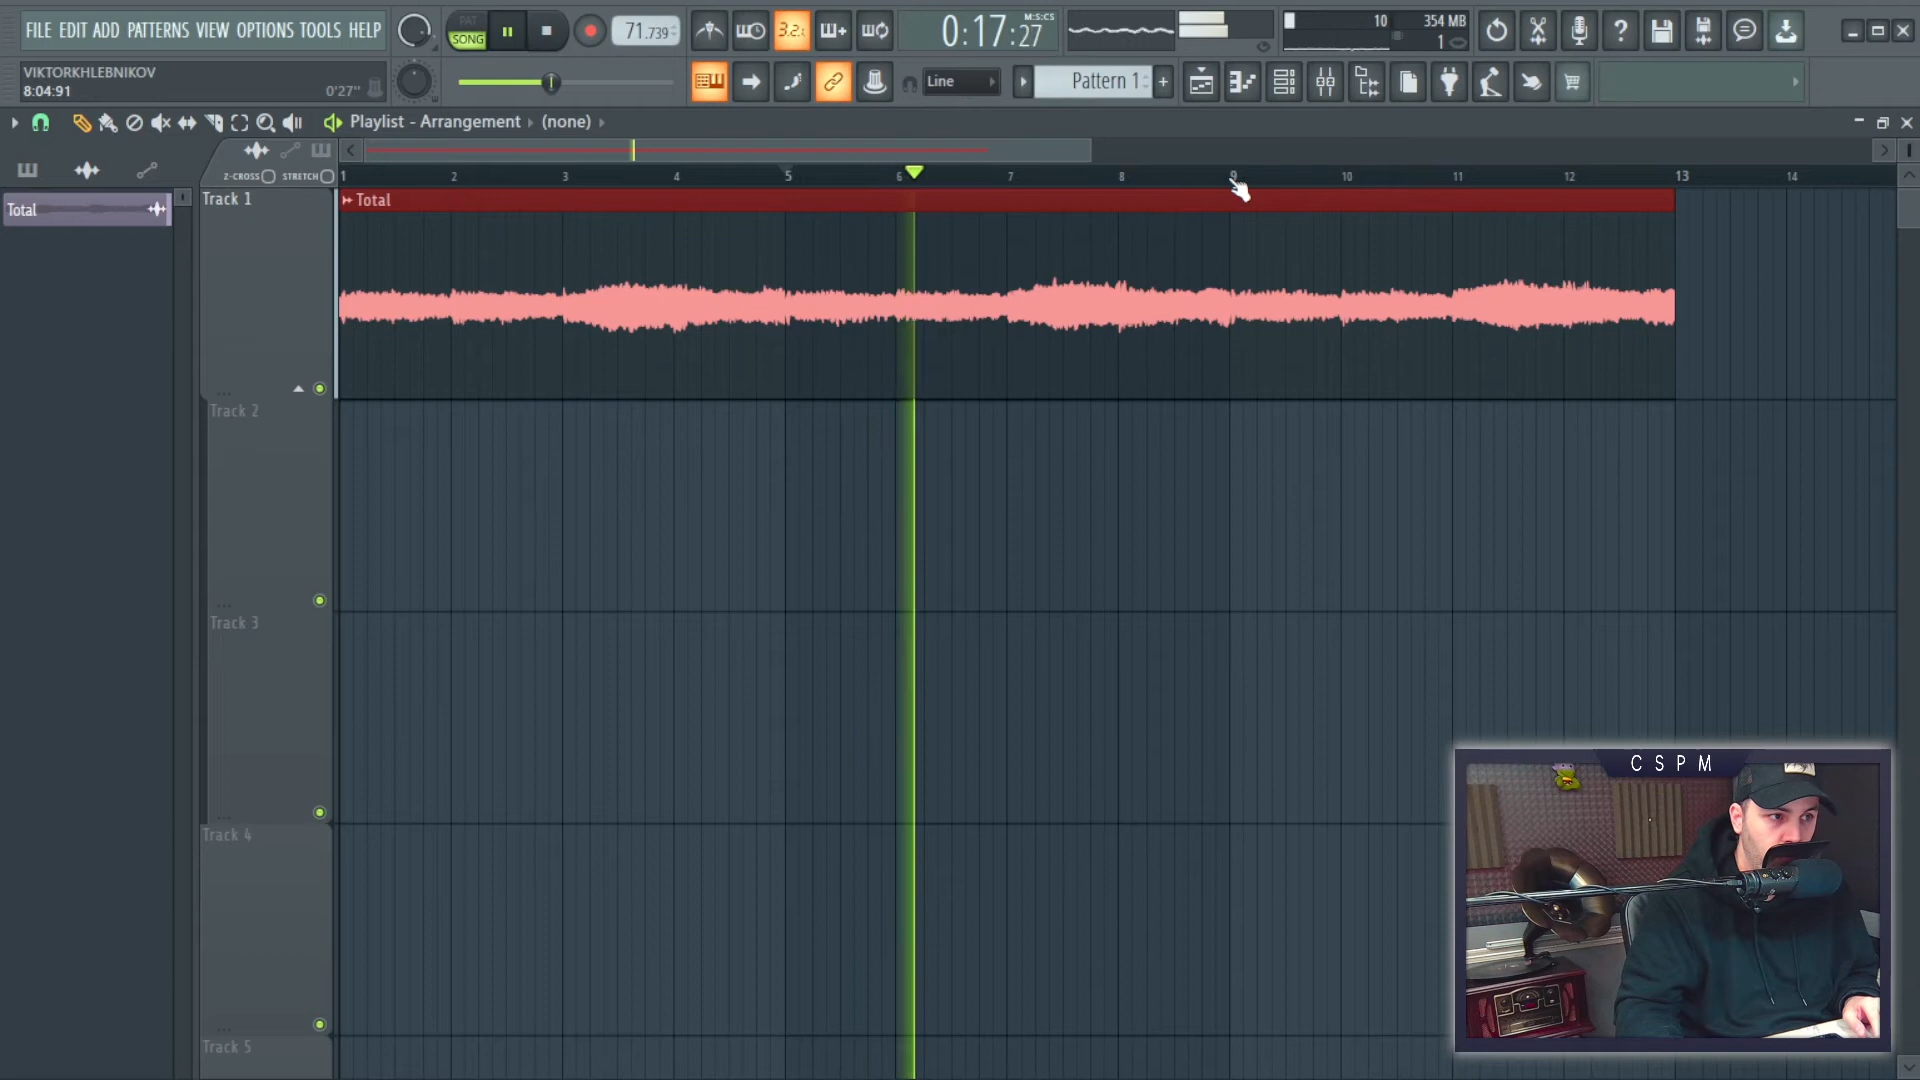 FILE EDIT ADD PATTERNS VIEW OPTIONS TOOLS HELP
PAT
SONG
71.739
3.2.
0:17:27
M:S:CS
10
354 MB
1
VIKTORKHLEBNIKOV
8:04:91
0'27"
Line
Pattern 1
Playlist - Arrangement
(none)
Z-CROSS
STRETCH
1 2 3 4 5 6 7 8 9 10 11 12 13 14
Total
Track 1
Total
Track 2
Track 3
Track 4
Track 5
CSPM